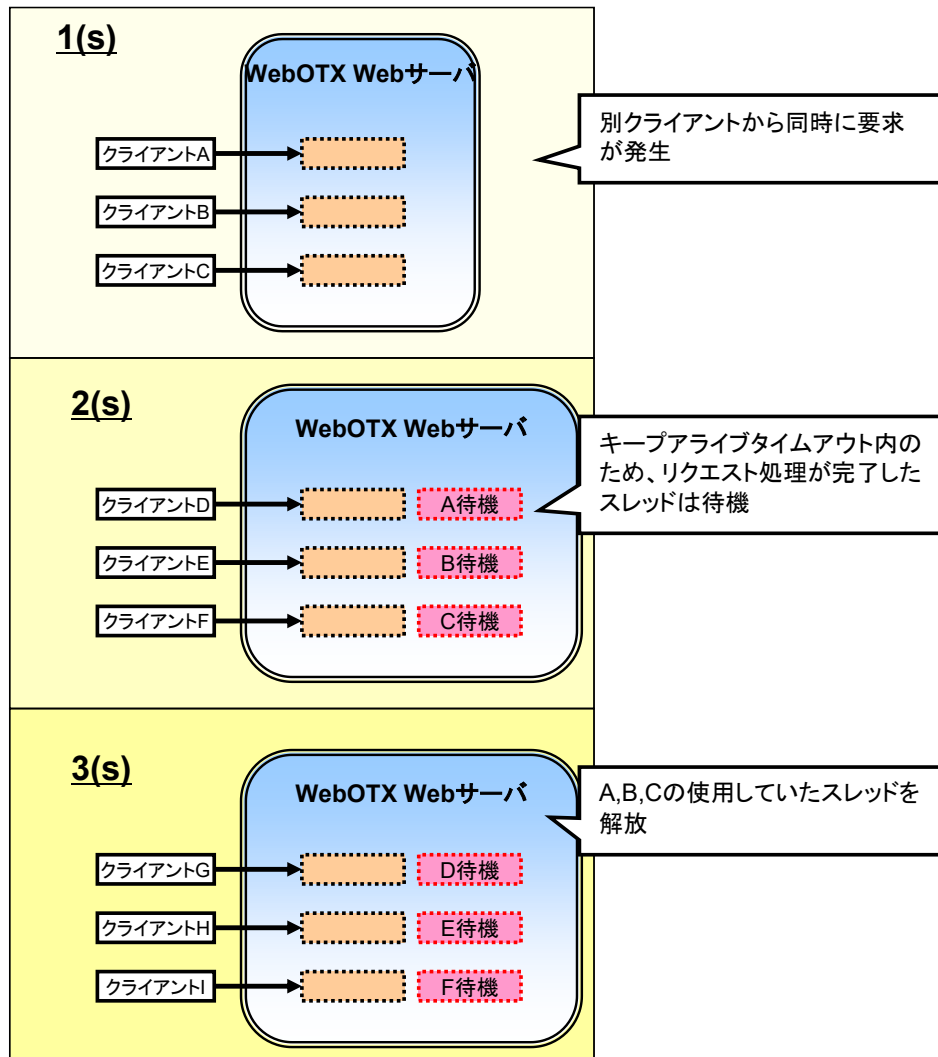 1(s)
WebOTX Webサーバ
クライアントA
クライアントB
クライアントC
別クライアントから同時に要求
が発生
2(s)
WebOTX Webサーバ
クライアントD
A待機
クライアントE
B待機
クライアントF
C待機
キープアライブタイムアウト内の
ため、リクエスト処理が完了した
スレッドは待機
3(s)
WebOTX Webサーバ
クライアントG
D待機
クライアントH
E待機
クライアントI
F待機
A,B,Cの使用していたスレッドを
解放